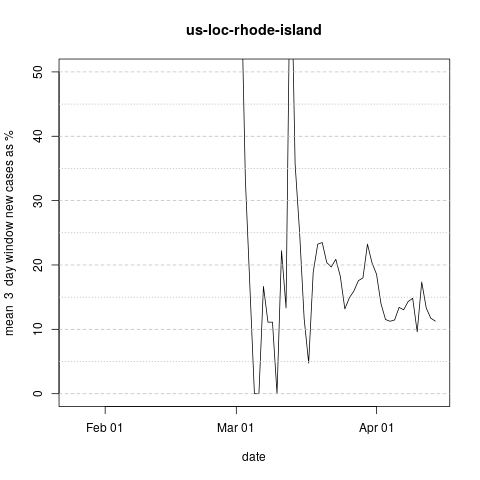 us-loc-rhode-island
mean 3 day window new cases as %
50
40
30
20
10
0
Feb 01
Mar 01
Apr 01
date